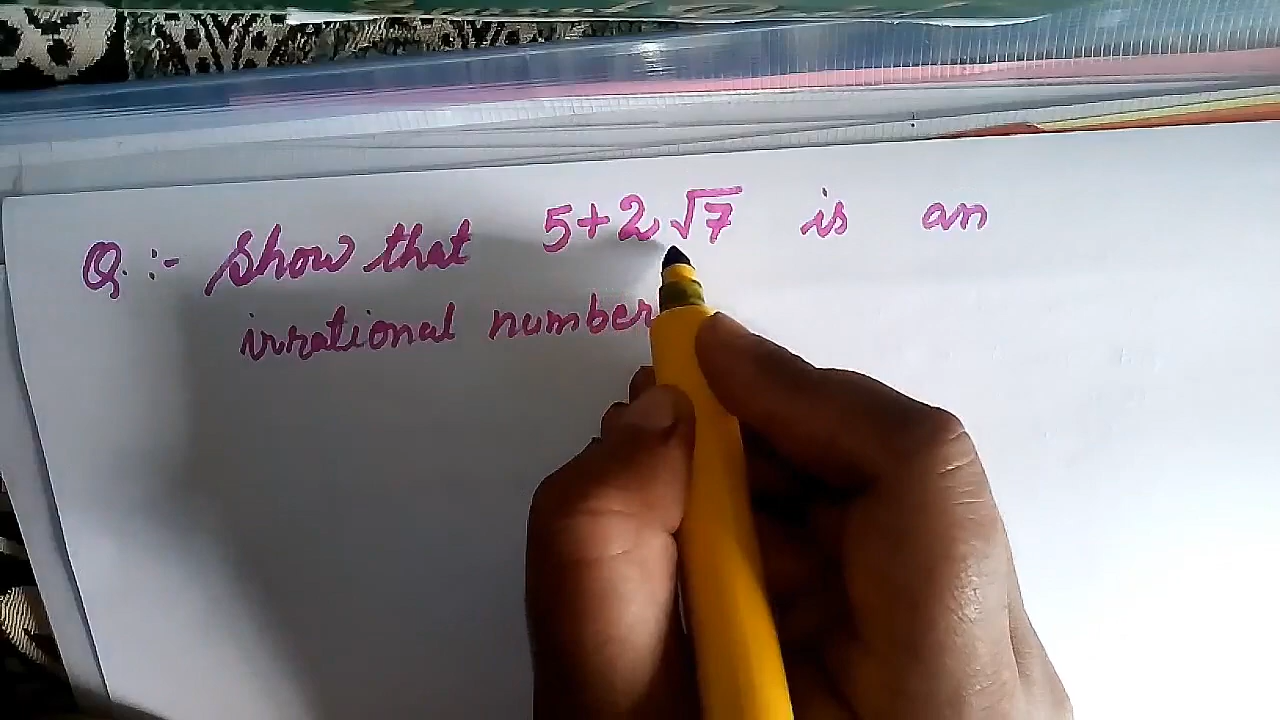 Q :- Show that 5+2√7 is an
irrational number